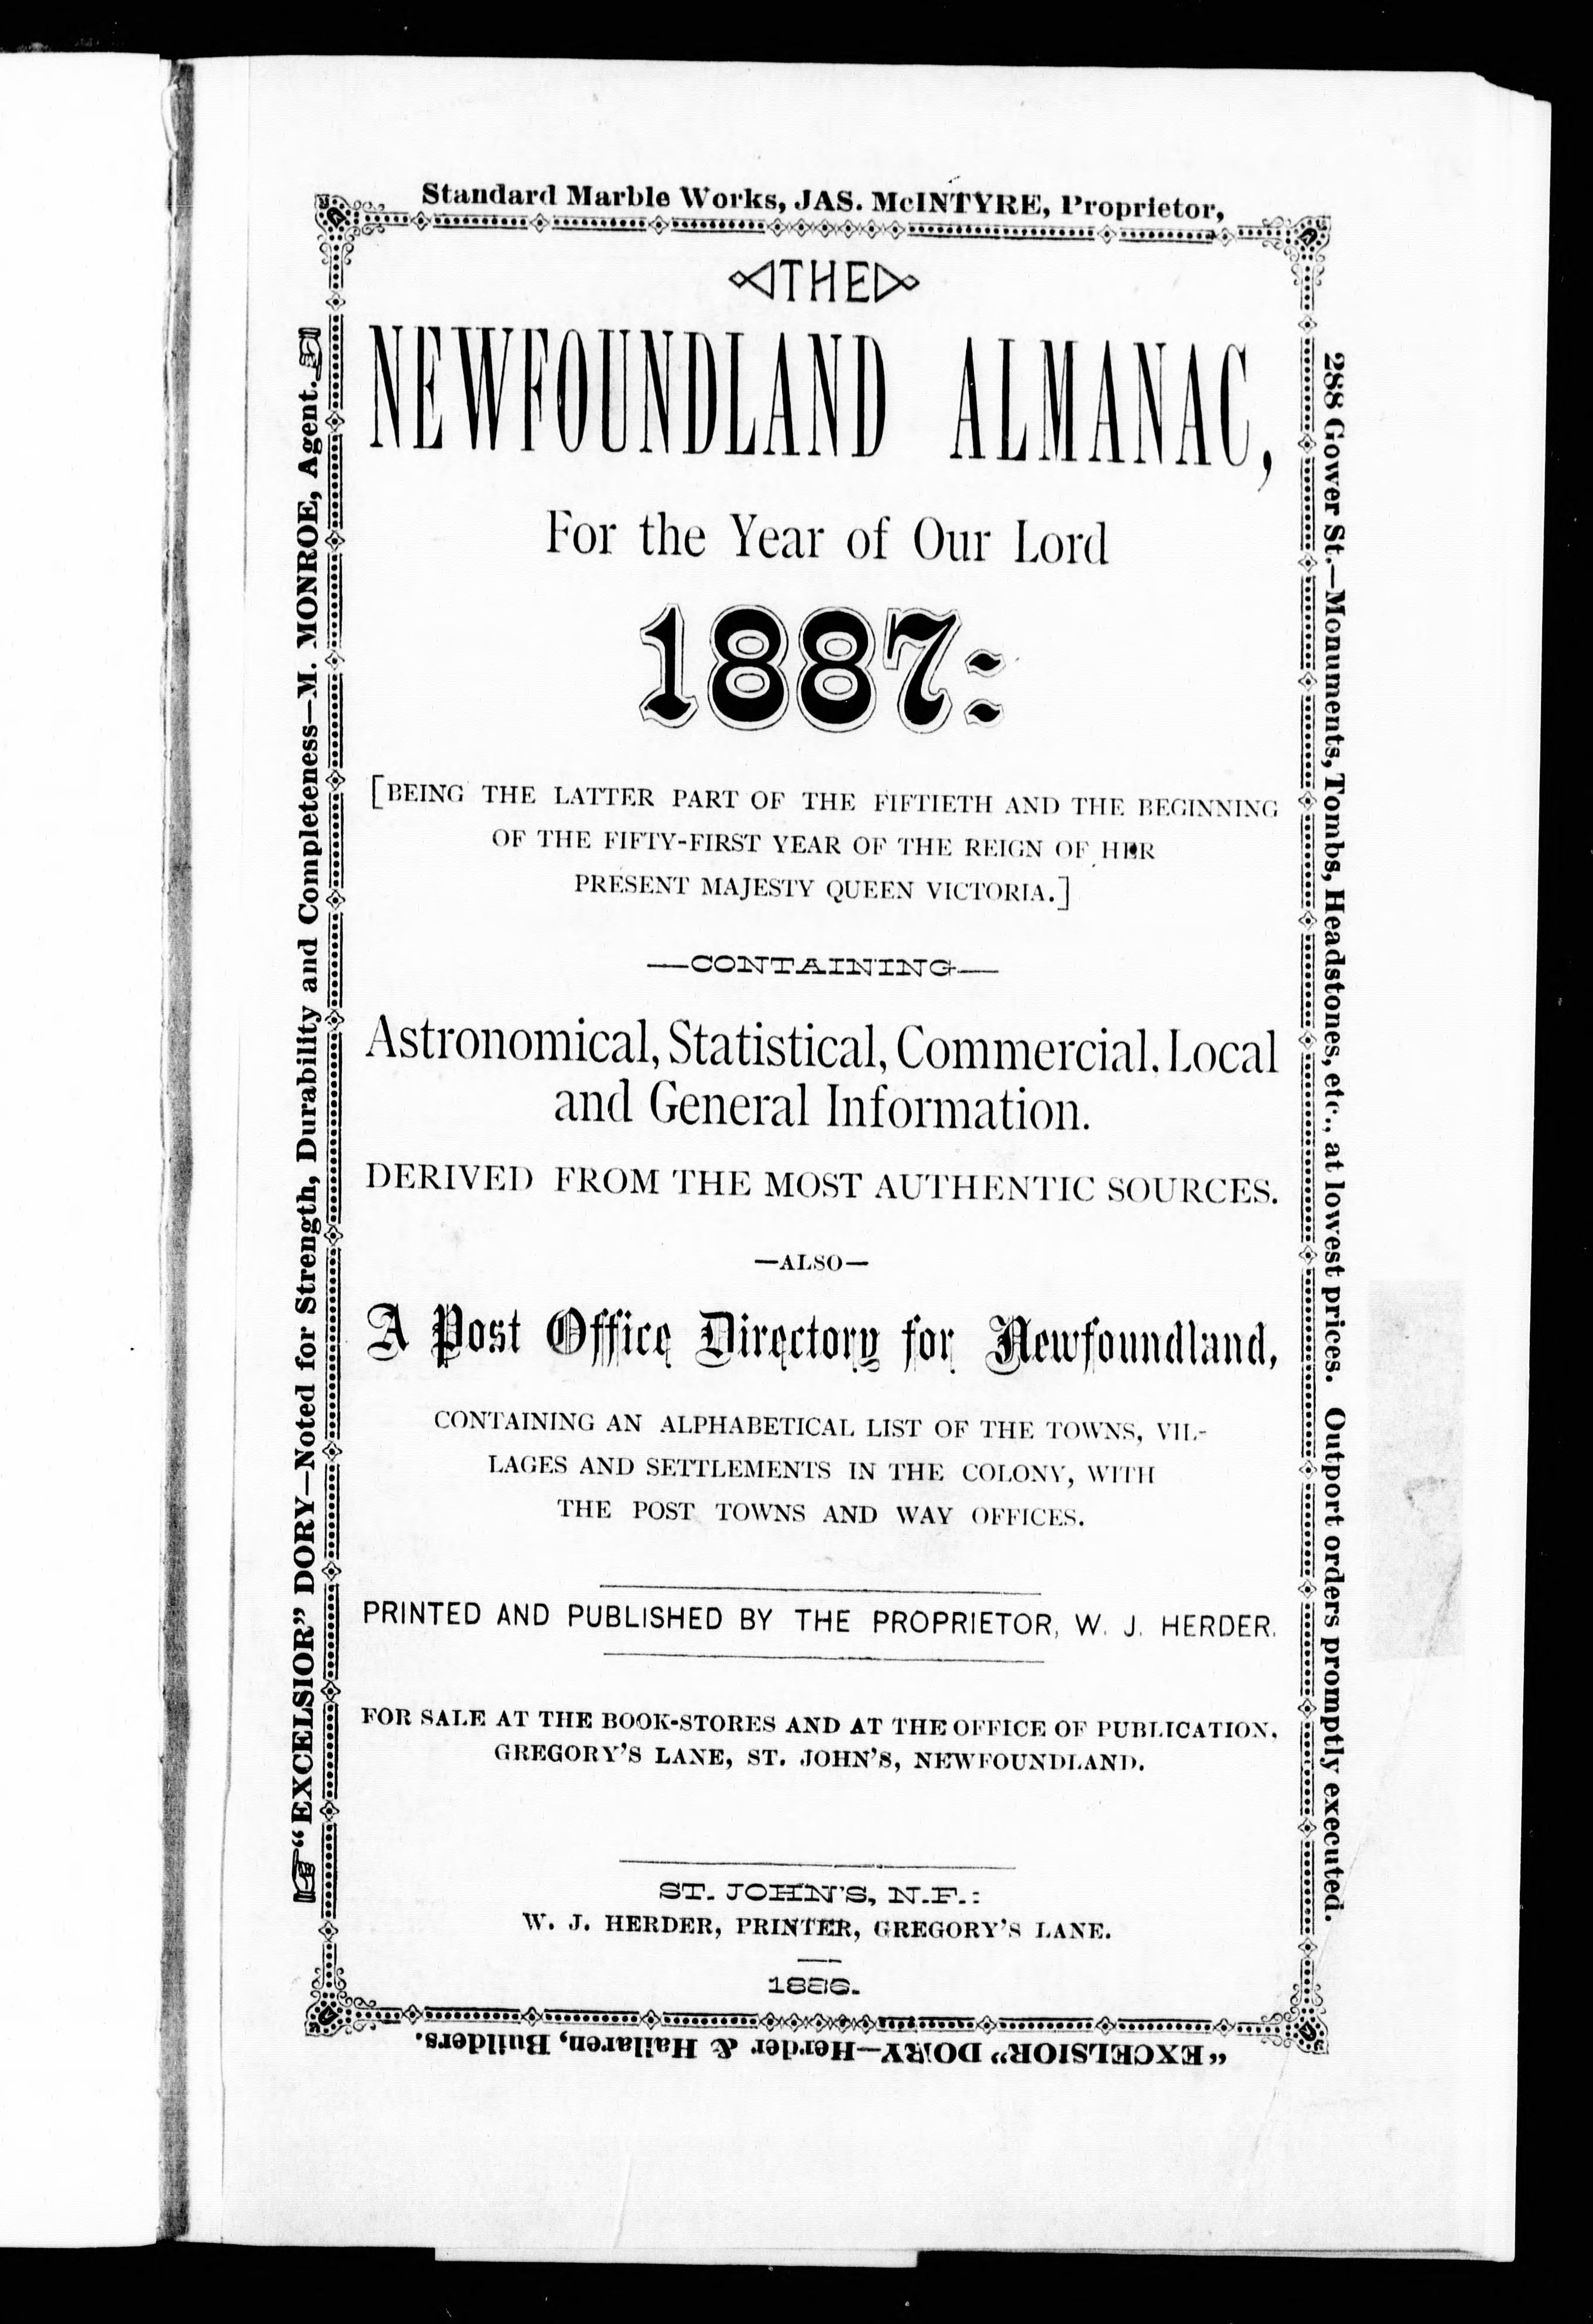 Standard Marble Works, JAS. McINTYRE, Proprietor,
THE
NEWFOUNDLAND ALMANAC,
For the Year of Our Lord
1887:
[BEING THE LATTER PART OF THE FIFTIETH AND THE BEGINNING
OF THE FIFTY-FIRST YEAR OF THE REIGN OF HER
PRESENT MAJESTY QUEEN VICTORIA.]
—CONTAINING—
Astronomical, Statistical, Commercial, Local
and General Information.
DERIVED FROM THE MOST AUTHENTIC SOURCES.
—ALSO—
A Post Office Directory for Newfoundland,
CONTAINING AN ALPHABETICAL LIST OF THE TOWNS, VIL-
LAGES AND SETTLEMENTS IN THE COLONY, WITH
THE POST TOWNS AND WAY OFFICES.
PRINTED AND PUBLISHED BY THE PROPRIETOR, W. J. HERDER.
FOR SALE AT THE BOOK-STORES AND AT THE OFFICE OF PUBLICATION,
GREGORY'S LANE, ST. JOHN'S, NEWFOUNDLAND.
ST. JOHN'S, N.F.:
W. J. HERDER, PRINTER, GREGORY'S LANE.
1886.
288 Gower St.—Monuments, Tombs, Headstones, etc., at lowest prices. Outport orders promptly executed.
"EXCELSIOR" DORY—Herder & Hallaren, Builders.
"EXCELSIOR" DORY—Noted for Strength, Durability and Completeness—M. MONROE, Agent.